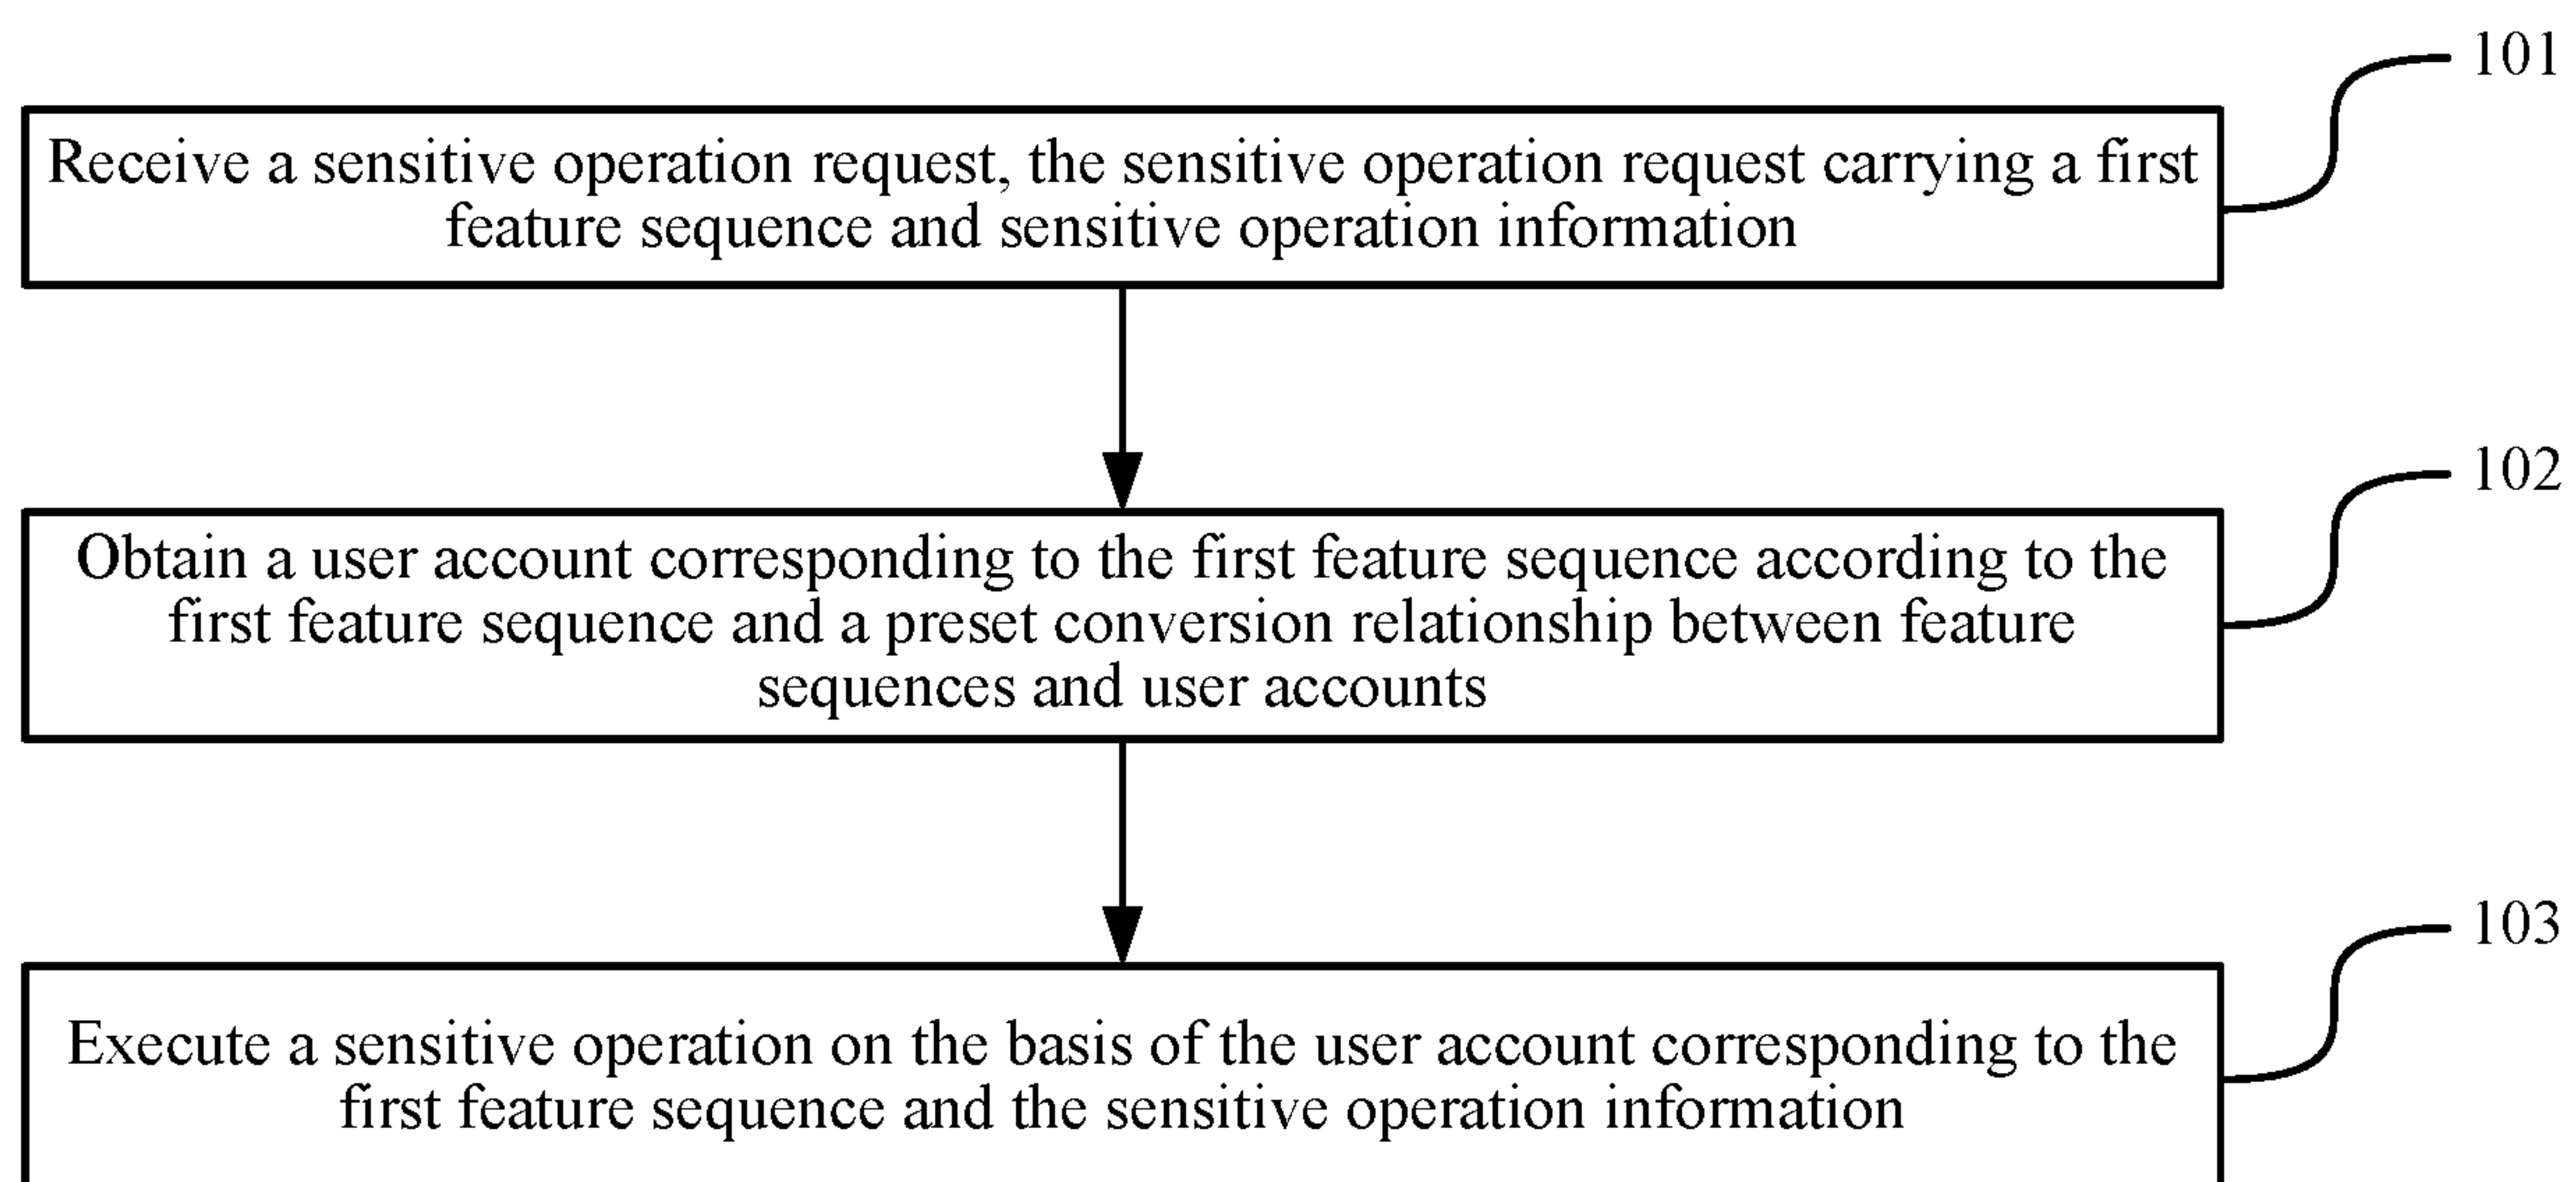 101
Receive a sensitive operation request, the sensitive operation request carrying a first
feature sequence and sensitive operation information
102
Obtain a user account corresponding to the first feature sequence according to the
first feature sequence and a preset conversion relationship between feature
sequences and user accounts
103
Execute a sensitive operation on the basis of the user account corresponding to the
first feature sequence and the sensitive operation information